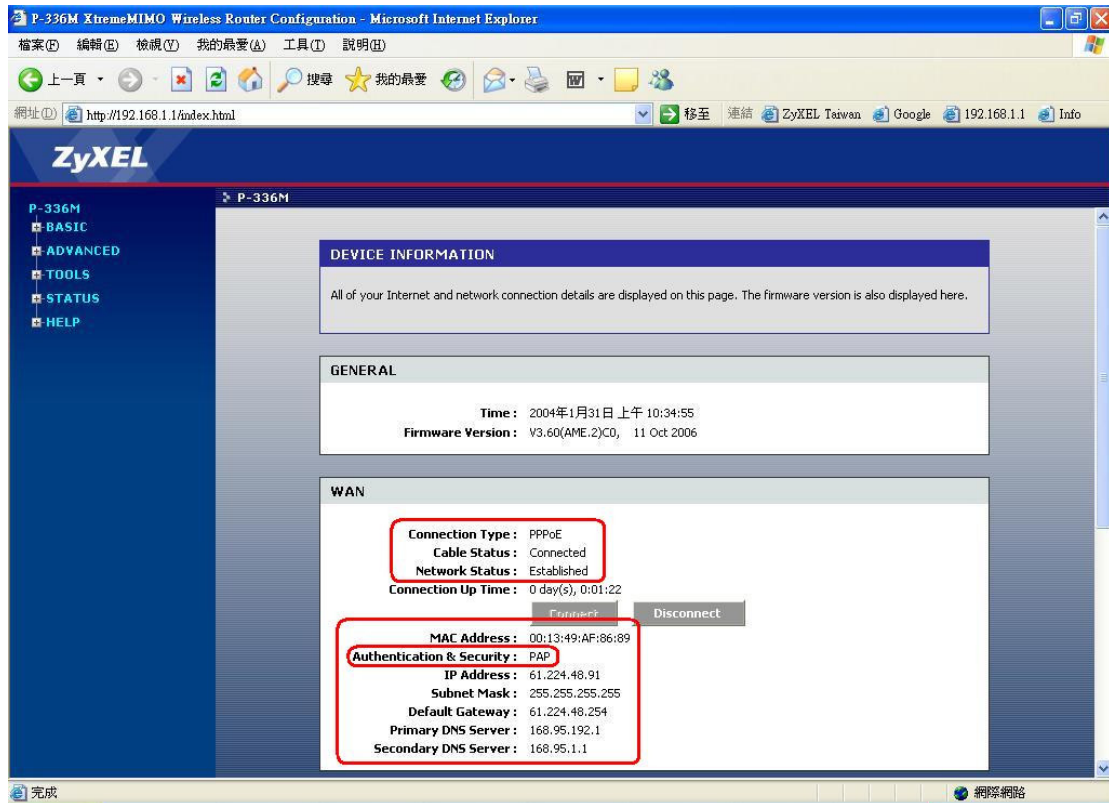 P-336M XtremeMIMO Wireless Router Configuration - Microsoft Internet Explorer
檔案(F) 編輯(E) 檢視(V) 我的最愛(A) 工具(T) 說明(H)
上一頁 搜尋 我的最愛
網址(D) http://192.168.1.1/index.html 移至 連結 ZyXEL Taiwan Google 192.168.1.1 Info
ZyXEL
P-336M
P-336M
BASIC
ADVANCED
TOOLS
STATUS
HELP
DEVICE INFORMATION
All of your Internet and network connection details are displayed on this page. The firmware version is also displayed here.
GENERAL
Time : 2004年1月31日 上午 10:34:55
Firmware Version : V3.60(AME.2)C0, 11 Oct 2006
WAN
Connection Type : PPPoE
Cable Status : Connected
Network Status : Established
Connection Up Time : 0 day(s), 0:01:22
Connect Disconnect
MAC Address : 00:13:49:AF:86:89
Authentication & Security : PAP
IP Address : 61.224.48.91
Subnet Mask : 255.255.255.255
Default Gateway : 61.224.48.254
Primary DNS Server : 168.95.192.1
Secondary DNS Server : 168.95.1.1
完成 網際網路